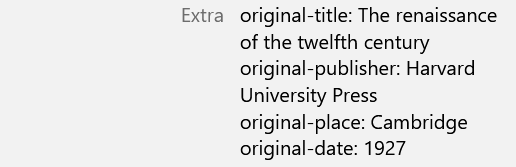 Extra original-title: The renaissance
of the twelfth century
original-publisher: Harvard
University Press
original-place: Cambridge
original-date: 1927